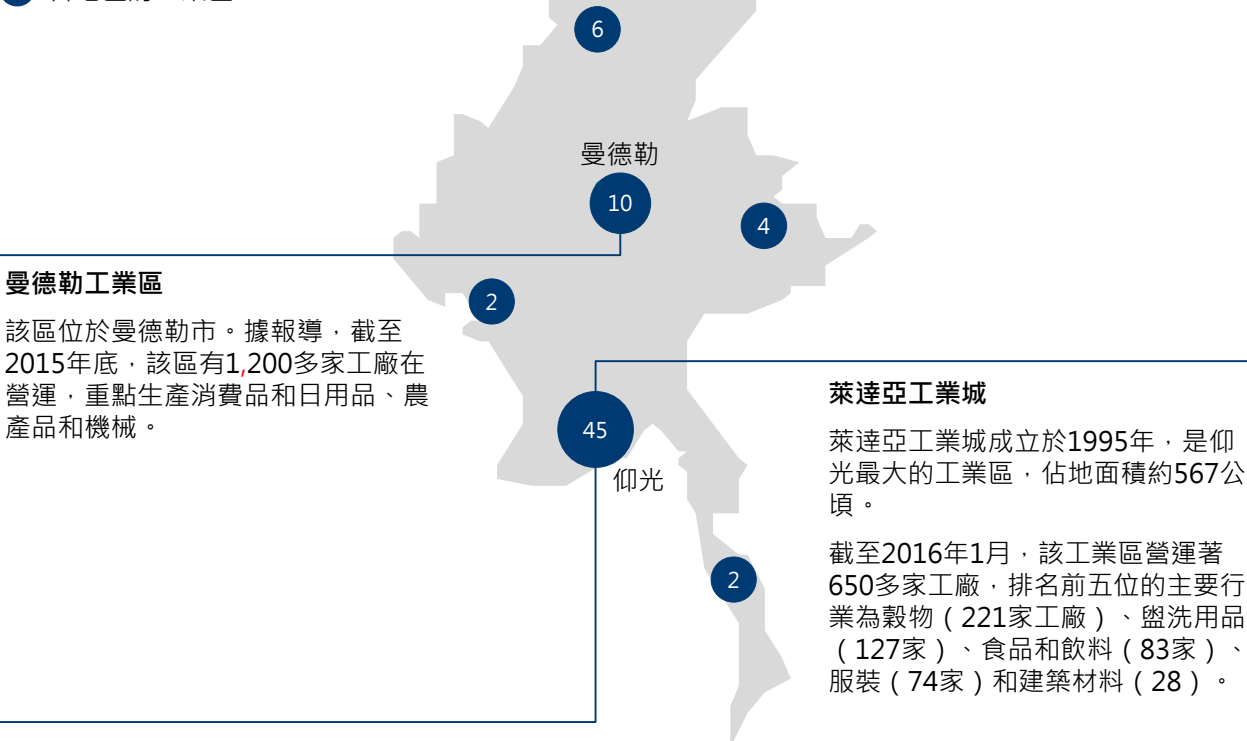 6
曼德勒
10
4
曼德勒工業區
2
該區位於曼德勒市。據報導，截至
2015年底，該區有1,200多家工廠在
營運，重點生產消費品和日用品、農
產品和機械。
萊達亞工業城
45
萊達亞工業城成立於1995年，是仰
光最大的工業區，佔地面積約567公
頃。
仰光
截至2016年1月，該工業區營運著
650多家工廠，排名前五位的主要行
業為穀物（221家工廠）、盥洗用品
（127家）、食品和飲料（83家）、
服裝（74家）和建築材料（28）。
2